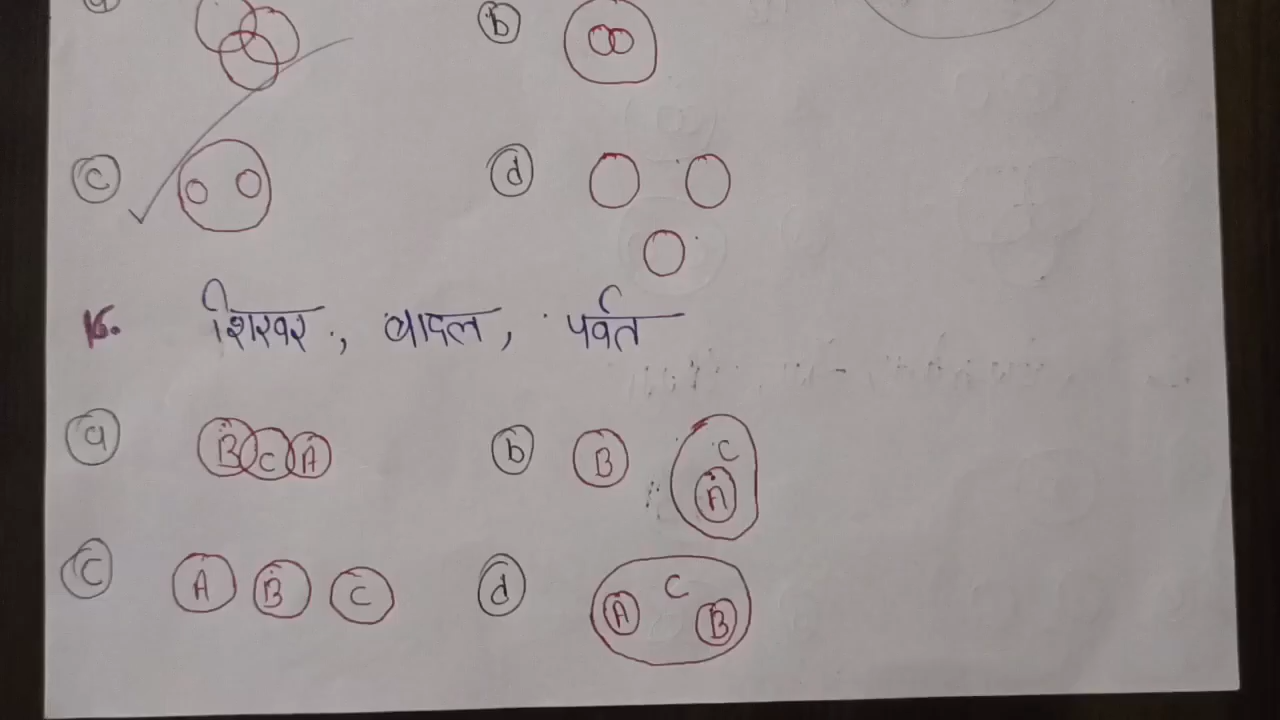 b
c d
16. शिखर, बादल, पर्वत
a B C A b B C A
c A B C d A C B